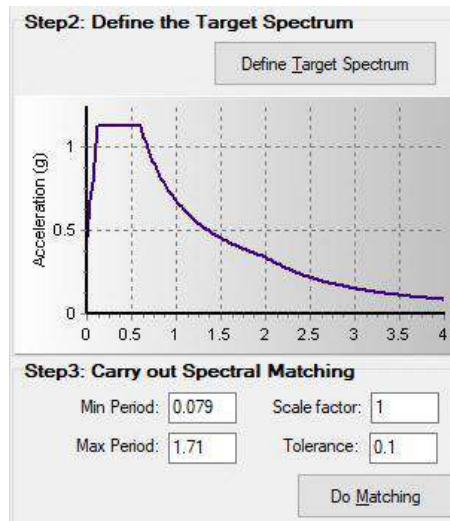 Step2: Define the Target Spectrum
Define Target Spectrum
Acceleration (g)
1
0.5
0
0 0.5 1 1.5 2 2.5 3 3.5 4
Step3: Carry out Spectral Matching
Min Period: 0.079 Scale factor: 1
Max Period: 1.71 Tolerance: 0.1
Do Matching